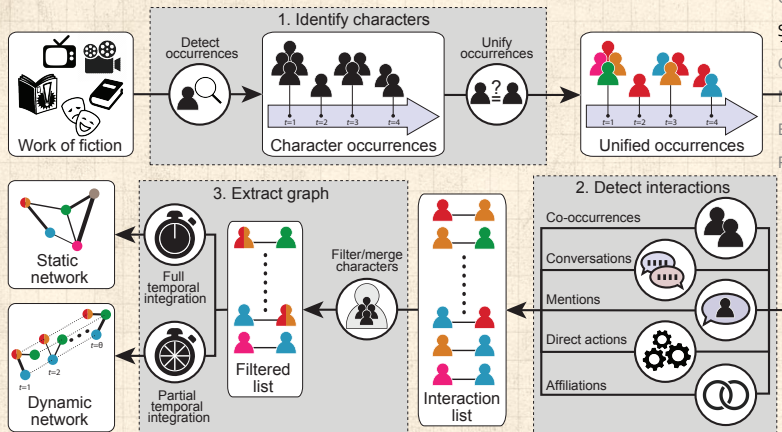 1. Identify characters
Detect
occurrences
Unify
occurrences
?
=
t=1
t=2
t=3
t=4
t=1
t=2
t=3
t=4
Work of fiction
Character occurrences
Unified occurrences
3. Extract graph
2. Detect interactions
Co-occurrences
Conversations
Mentions
Direct actions
Affiliations
Filter/merge
characters
Static
network
Full
temporal
integration
t=1
t=2
t=θ
Dynamic
network
Partial
temporal
integration
Filtered
list
Interaction
list